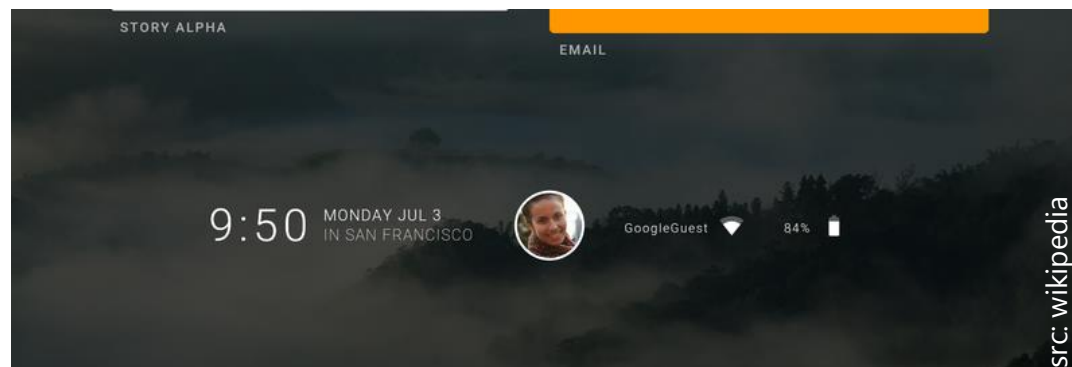 STORY ALPHA
EMAIL
9:50
MONDAY JUL 3
IN SAN FRANCISCO
GoogleGuest
84%
src: wikipedia